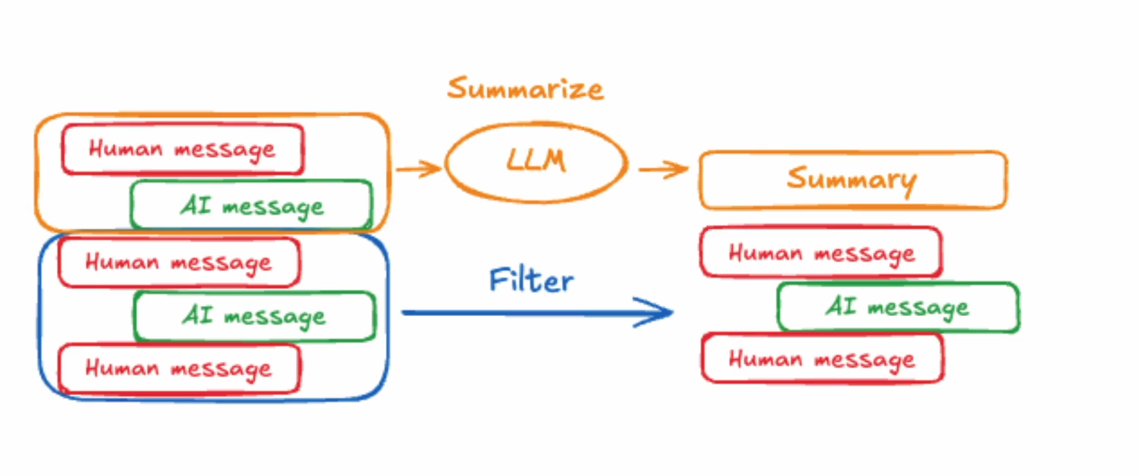 Summarize
Human message
AI message
LLM
Summary
Human message
AI message
Human message
Filter
Human message
AI message
Human message